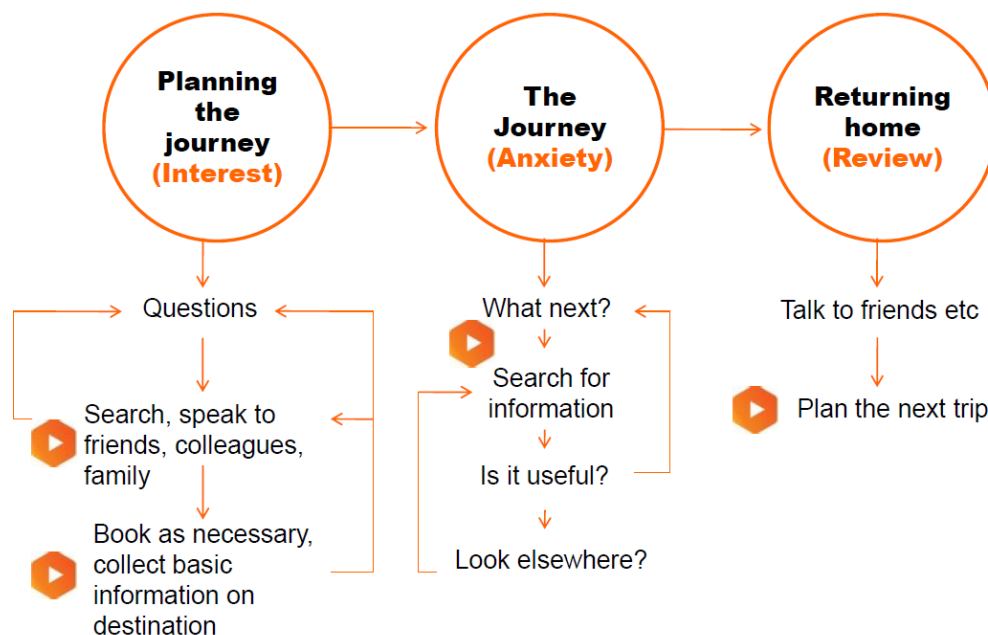 Planning
the
journey
(Interest)
Questions
Search, speak to
friends, colleagues,
family
Book as necessary,
collect basic
information on
destination
The
Journey
(Anxiety)
What next?
Search for
information
Is it useful?
Look elsewhere?
Returning
home
(Review)
Talk to friends etc
Plan the next trip